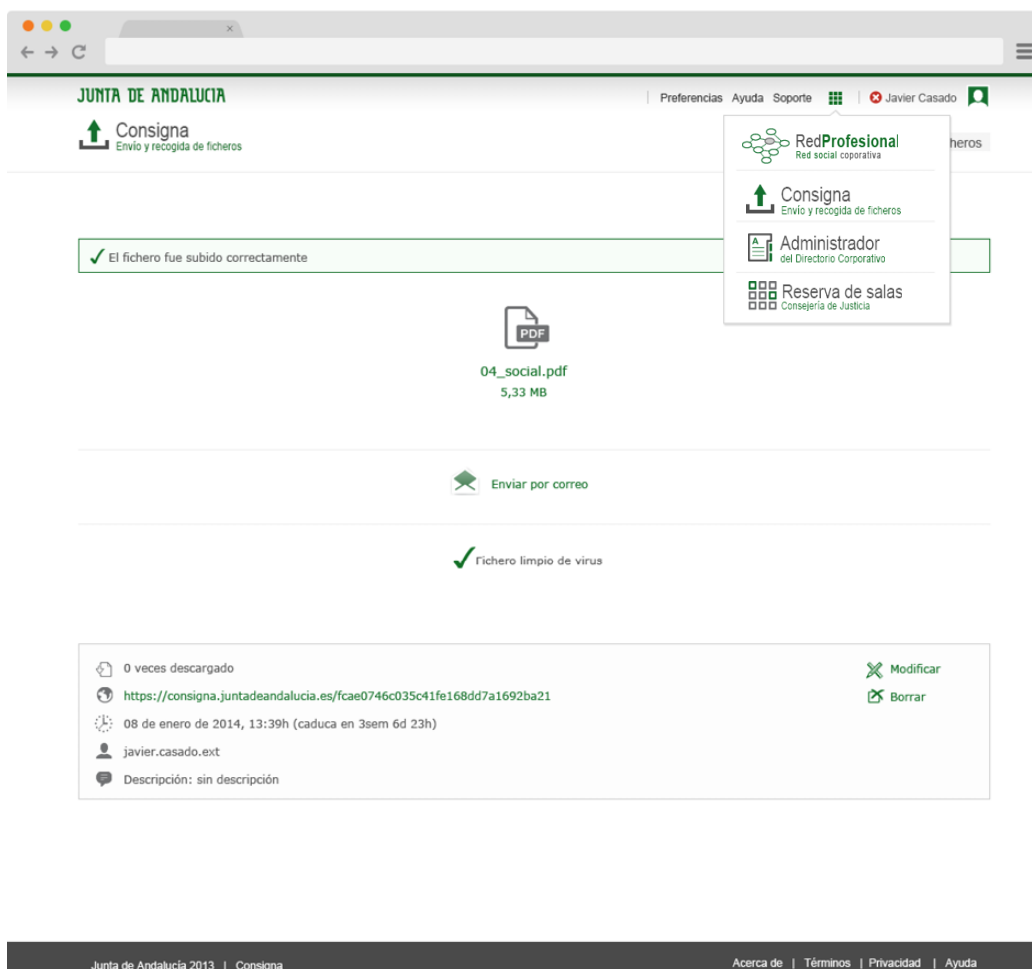 JUNTA DE ANDALUCIA
Preferencias Ayuda Soporte
Javier Casado
Consigna
Envío y recogida de ficheros
heros
RedProfesional
Red social coporativa
Consigna
Envío y recogida de ficheros
Administrador
del Directorio Corporativo
Reserva de salas
Consejería de Justicia
El fichero fue subido correctamente
PDF
04_social.pdf
5,33 MB
Enviar por correo
Fichero limpio de virus
0 veces descargado
Modificar
https://consigna.juntadeandalucia.es/fcae0746c035c41fe168dd7a1692ba21
Borrar
08 de enero de 2014, 13:39h (caduca en 3sem 6d 23h)
javier.casado.ext
Descripción: sin descripción
Junta de Andalucía 2013 | Consigna
Acerca de | Términos | Privacidad | Ayuda